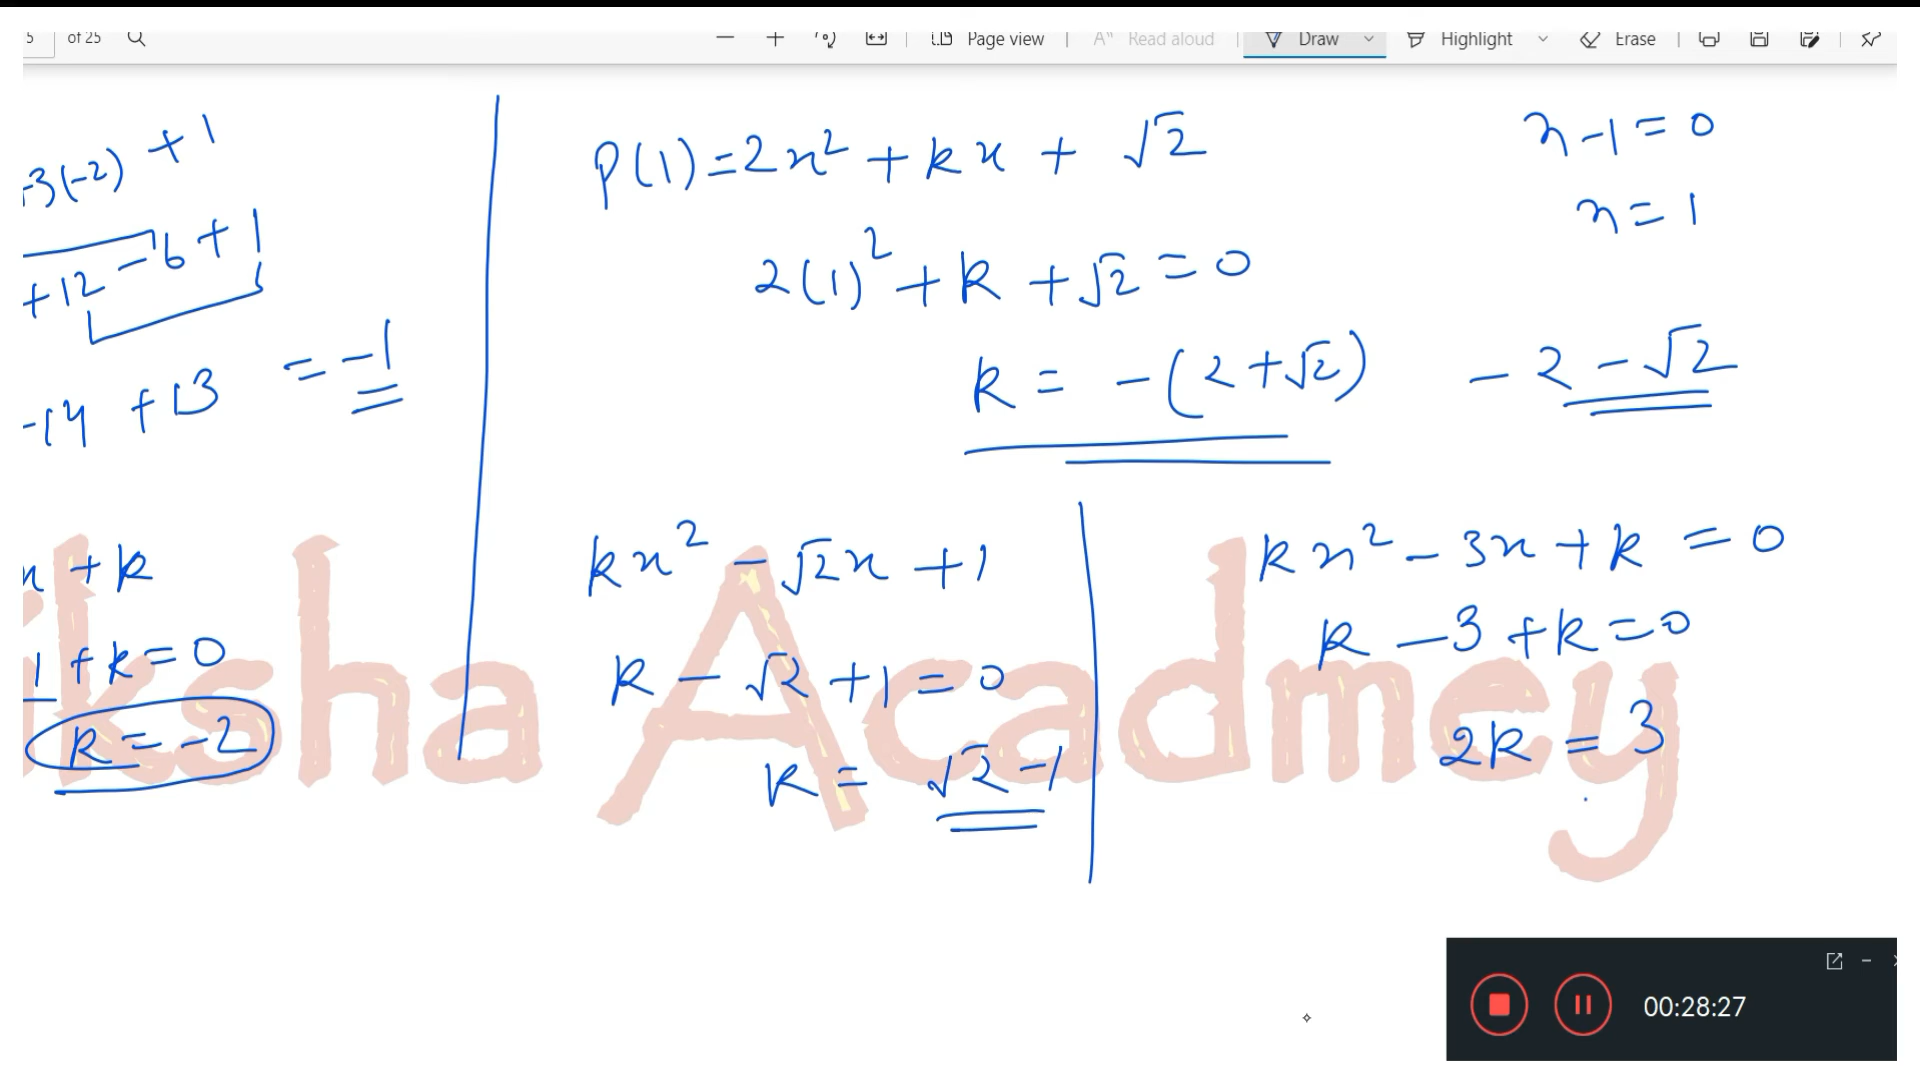 5 of 25 Page view Read aloud Draw Highlight Erase
-3(-2) + 1
+12 - 6 + 1
-14 + 13 = -1
x + k
1 + k = 0
k = -2
P(1) = 2x² + kx + √2
2(1)² + k + √2 = 0
k = -(2 + √2) -2 - √2
x - 1 = 0
x = 1
kx² - √2x + 1
k - √2 + 1 = 0
k = √2 - 1
kx² - 3x + k = 0
k - 3 + k = 0
2k = 3
iksha Acadmey
00:28:27